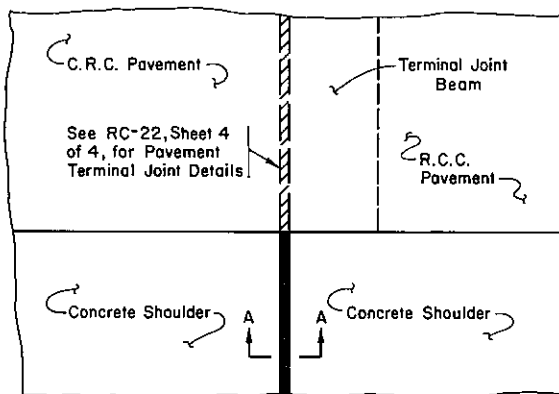 C.R.C. Pavement
Terminal Joint
Beam
See RC-22, Sheet 4
of 4, for Pavement
Terminal Joint Details
R.C.C.
Pavement
Concrete Shoulder
A
A
Concrete Shoulder